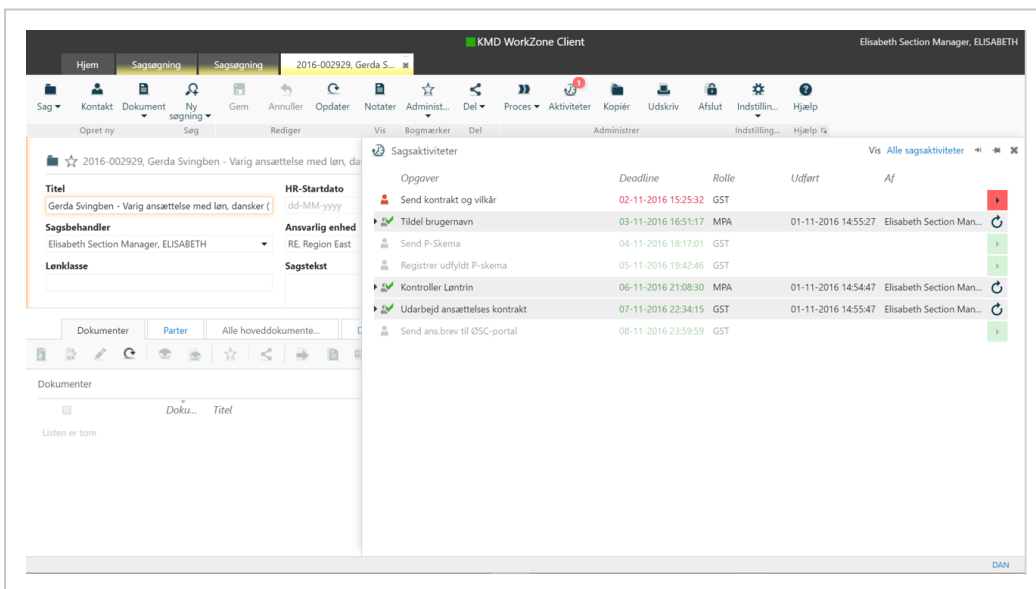 KMD WorkZone Client
Elisabeth Section Manager, ELISABETH
Hjem Sagsøgning Sagsøgning 2016-002929, Gerda S...
Sag Kontakt Dokument Ny søgning Gem Annuller Opdater Notater Administ... Del Proces Aktiviteter 1 Kopiér Udskriv Afslut Indstillin... Hjælp
Opret ny Søg Rediger Vis Bogmærker Del Administrer Indstilling... Hjælp
2016-002929, Gerda Svingben - Varig ansættelse med løn, da
Titel HR-Startdato
Gerda Svingben - Varig ansættelse med løn, dansker ( dd-MM-yyyy
Sagsbehandler Ansvarlig enhed
Elisabeth Section Manager, ELISABETH RE, Region East
Lønklasse Sagstekst
Dokumenter Parter Alle hoveddokumente... D
Dokumenter
Doku... Titel
Listen er tom
Sagsaktiviteter Vis Alle sagsaktiviteter
Opgaver Deadline Rolle Udført Af
Send kontrakt og vilkår 02-11-2016 15:25:32 GST
Tildel brugernavn 03-11-2016 16:51:17 MPA 01-11-2016 14:55:27 Elisabeth Section Man...
Send P-Skema 04-11-2016 18:17:01 GST
Registrer udfyldt P-skema 05-11-2016 19:42:46 GST
Kontroller Løntrin 06-11-2016 21:08:30 MPA 01-11-2016 14:54:47 Elisabeth Section Man...
Udarbejd ansættelses kontrakt 07-11-2016 22:34:15 GST 01-11-2016 14:55:24 Elisabeth Section Man...
Send ans.brev til ØSC-portal 08-11-2016 23:59:59 GST
DAN